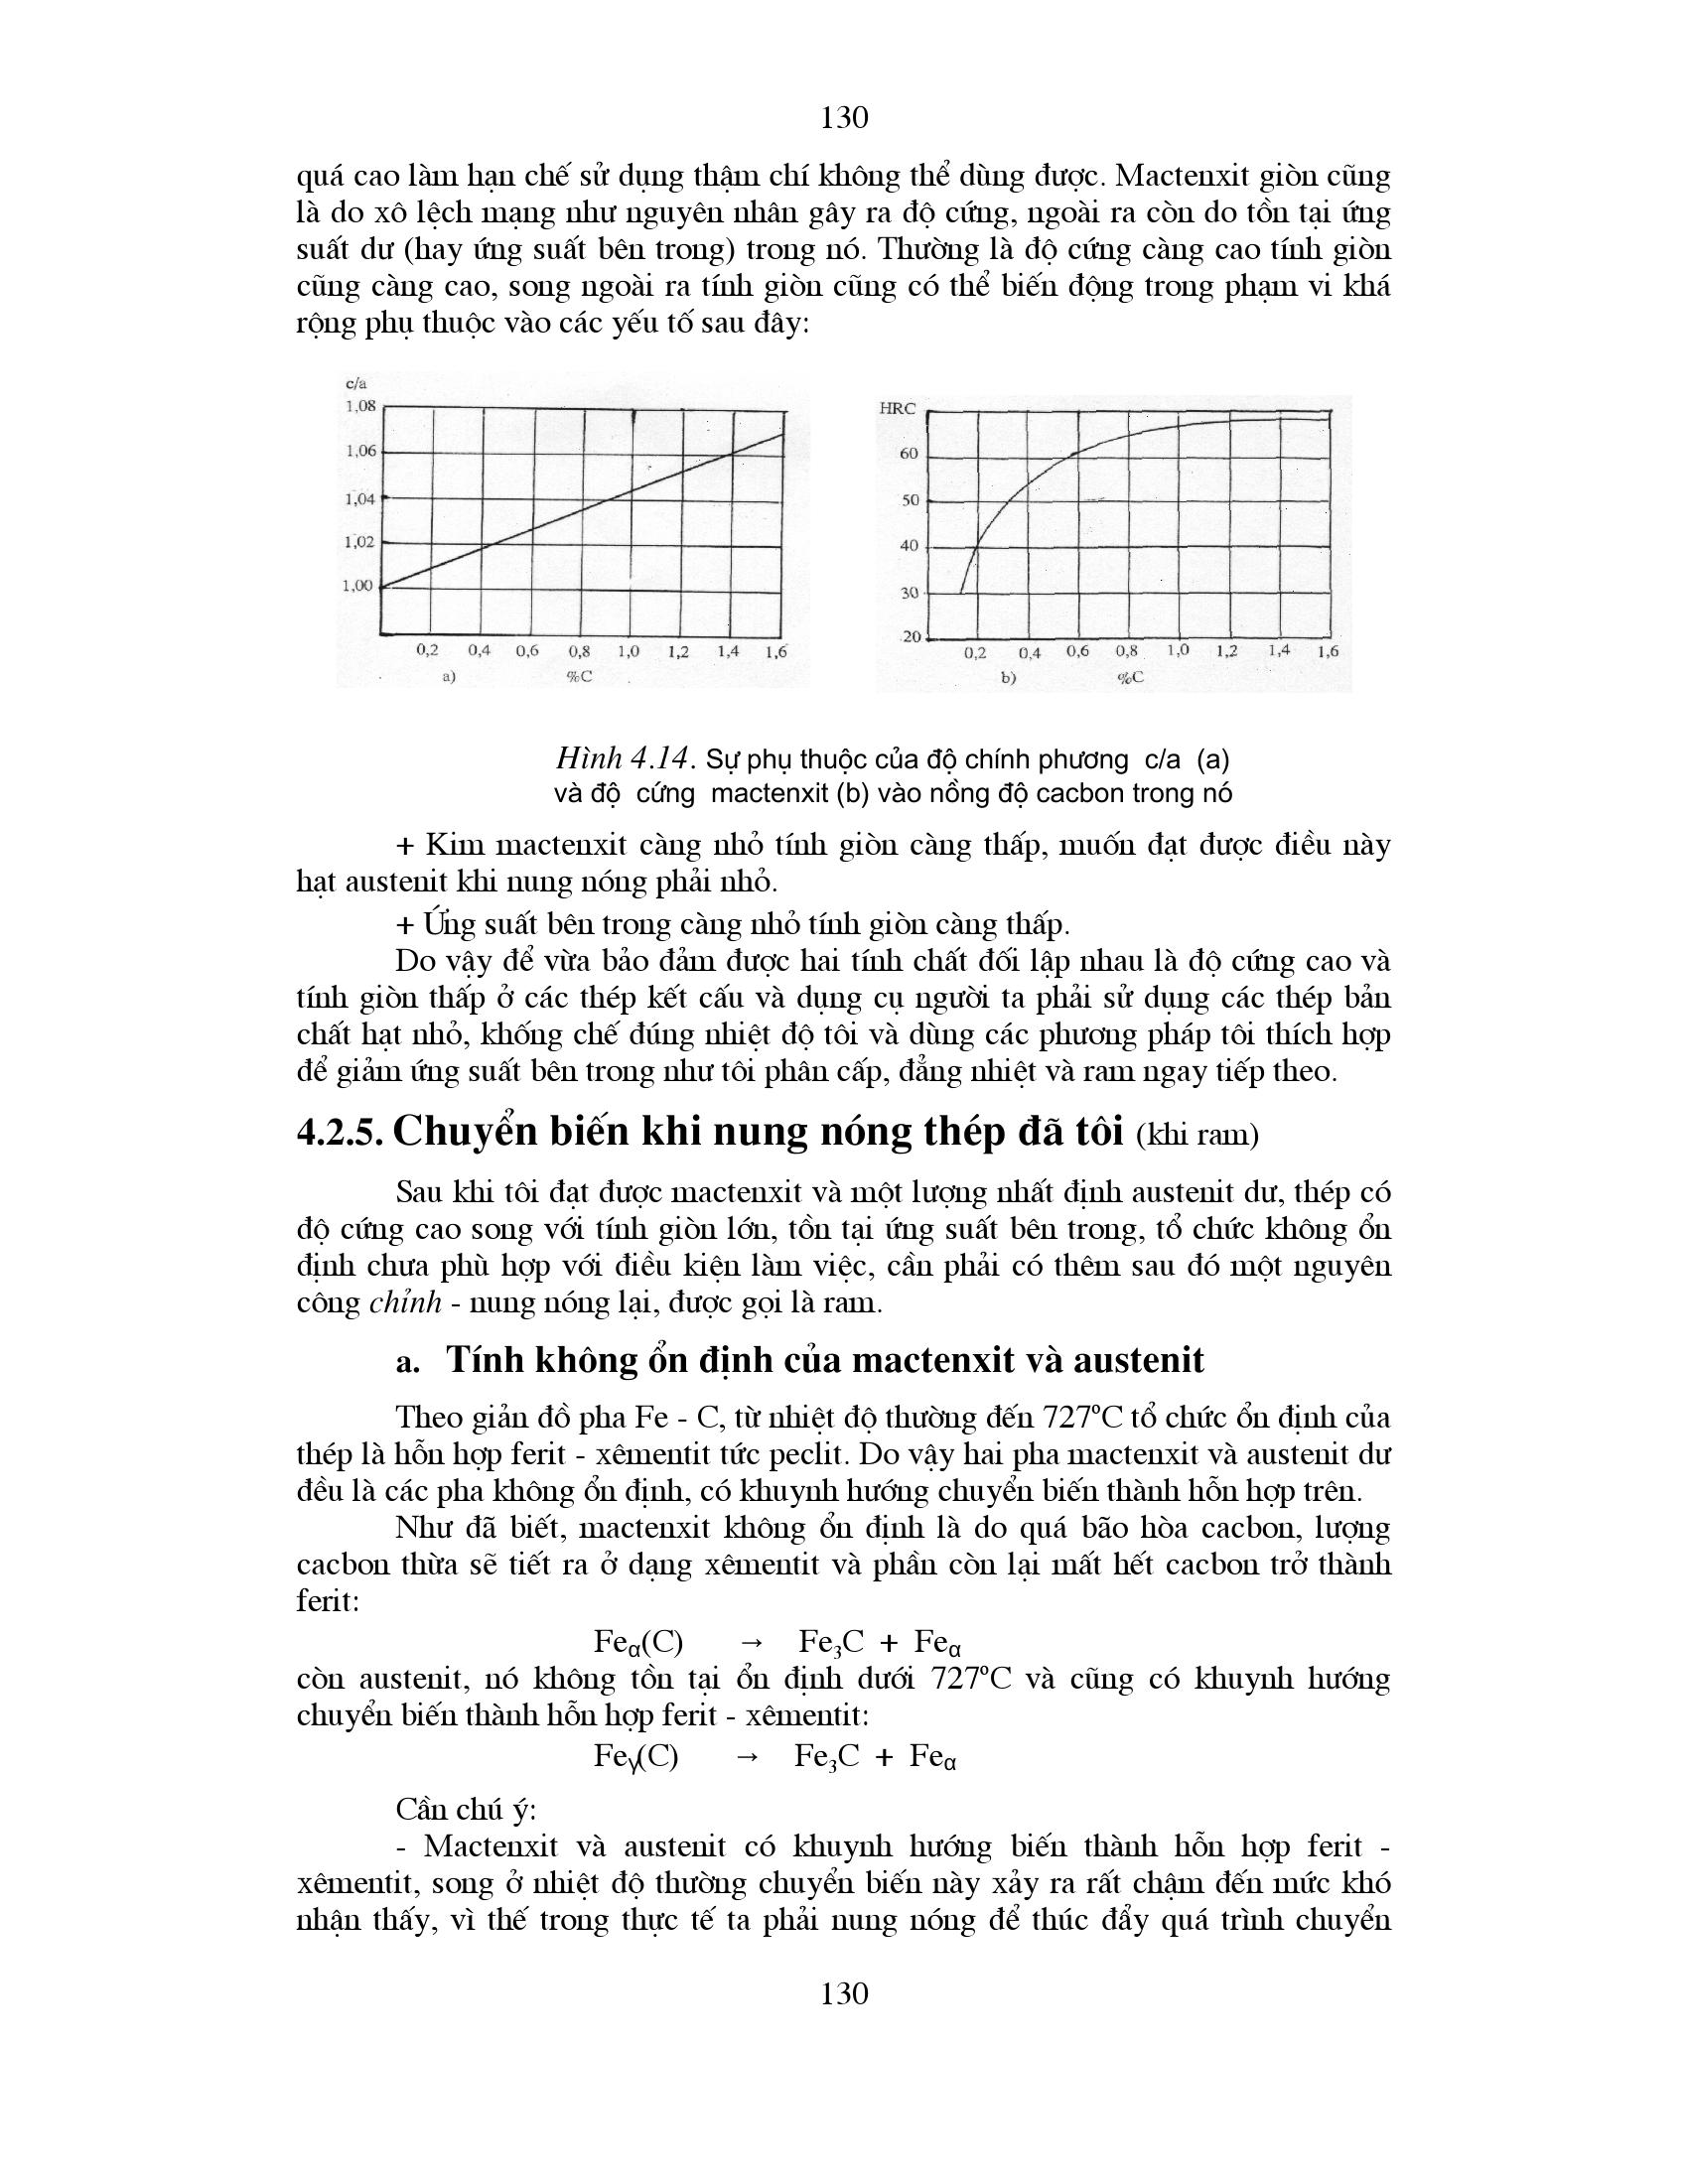 130
quá cao làm hạn chế sử dụng thậm chí không thể dùng được. Mactenxit giòn cũng
là do xô lệch mạng như nguyên nhân gây ra độ cứng, ngoài ra còn do tồn tại ứng
suất dư (hay ứng suất bên trong) trong nó. Thường là độ cứng càng cao tính giòn
cũng càng cao, song ngoài ra tính giòn cũng có thể biến động trong phạm vi khá
rộng phụ thuộc vào các yếu tố sau đây:
c/a
1,08
1,06
1,04
1,02
1,00
0,2 0,4 0,6 0,8 1,0 1,2 1,4 1,6
a) %C
HRC
60
50
40
30
20
0,2 0,4 0,6 0,8 1,0 1,2 1,4 1,6
b) %C
Hình 4.14. Sự phụ thuộc của độ chính phương c/a (a)
và độ cứng mactenxit (b) vào nồng độ cacbon trong nó
+ Kim mactenxit càng nhỏ tính giòn càng thấp, muốn đạt được điều này
hạt austenit khi nung nóng phải nhỏ.
+ Ứng suất bên trong càng nhỏ tính giòn càng thấp.
Do vậy để vừa bảo đảm được hai tính chất đối lập nhau là độ cứng cao và
tính giòn thấp ở các thép kết cấu và dụng cụ người ta phải sử dụng các thép bản
chất hạt nhỏ, khống chế đúng nhiệt độ tôi và dùng các phương pháp tôi thích hợp
để giảm ứng suất bên trong như tôi phân cấp, đẳng nhiệt và ram ngay tiếp theo.
4.2.5. Chuyển biến khi nung nóng thép đã tôi (khi ram)
Sau khi tôi đạt được mactenxit và một lượng nhất định austenit dư, thép có
độ cứng cao song với tính giòn lớn, tồn tại ứng suất bên trong, tổ chức không ổn
định chưa phù hợp với điều kiện làm việc, cần phải có thêm sau đó một nguyên
công chỉnh - nung nóng lại, được gọi là ram.
a. Tính không ổn định của mactenxit và austenit
Theo giản đồ pha Fe - C, từ nhiệt độ thường đến 727ºC tổ chức ổn định của
thép là hỗn hợp ferit - xêmentit tức peclit. Do vậy hai pha mactenxit và austenit dư
đều là các pha không ổn định, có khuynh hướng chuyển biến thành hỗn hợp trên.
Như đã biết, mactenxit không ổn định là do quá bão hòa cacbon, lượng
cacbon thừa sẽ tiết ra ở dạng xêmentit và phần còn lại mất hết cacbon trở thành
ferit:
Feα(C) → Fe₃C + Feα
còn austenit, nó không tồn tại ổn định dưới 727ºC và cũng có khuynh hướng
chuyển biến thành hỗn hợp ferit - xêmentit:
Feγ(C) → Fe₃C + Feα
Cần chú ý:
- Mactenxit và austenit có khuynh hướng biến thành hỗn hợp ferit -
xêmentit, song ở nhiệt độ thường chuyển biến này xảy ra rất chậm đến mức khó
nhận thấy, vì thế trong thực tế ta phải nung nóng để thúc đẩy quá trình chuyển
130